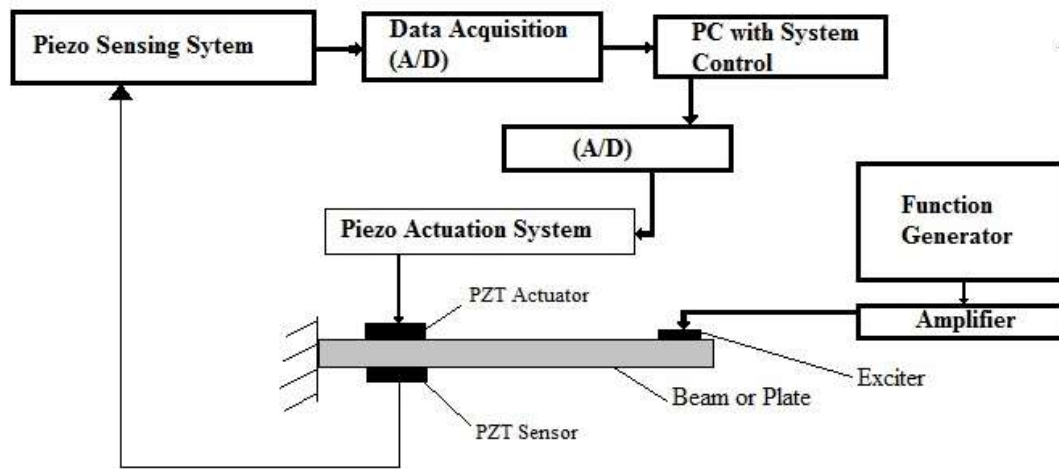 Piezo Sensing Sytem
Data Acquisition
(A/D)
PC with System
Control
(A/D)
Function
Generator
Piezo Actuation System
PZT Actuator
Amplifier
Exciter
Beam or Plate
PZT Sensor